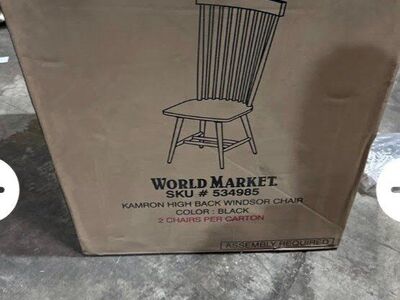 WORLD MARKET.
SKU # 534985
KAMRON HIGH BACK WINDSOR CHAIR
COLOR : BLACK
2 CHAIRS PER CARTON
ASSEMBLY REQUIRED